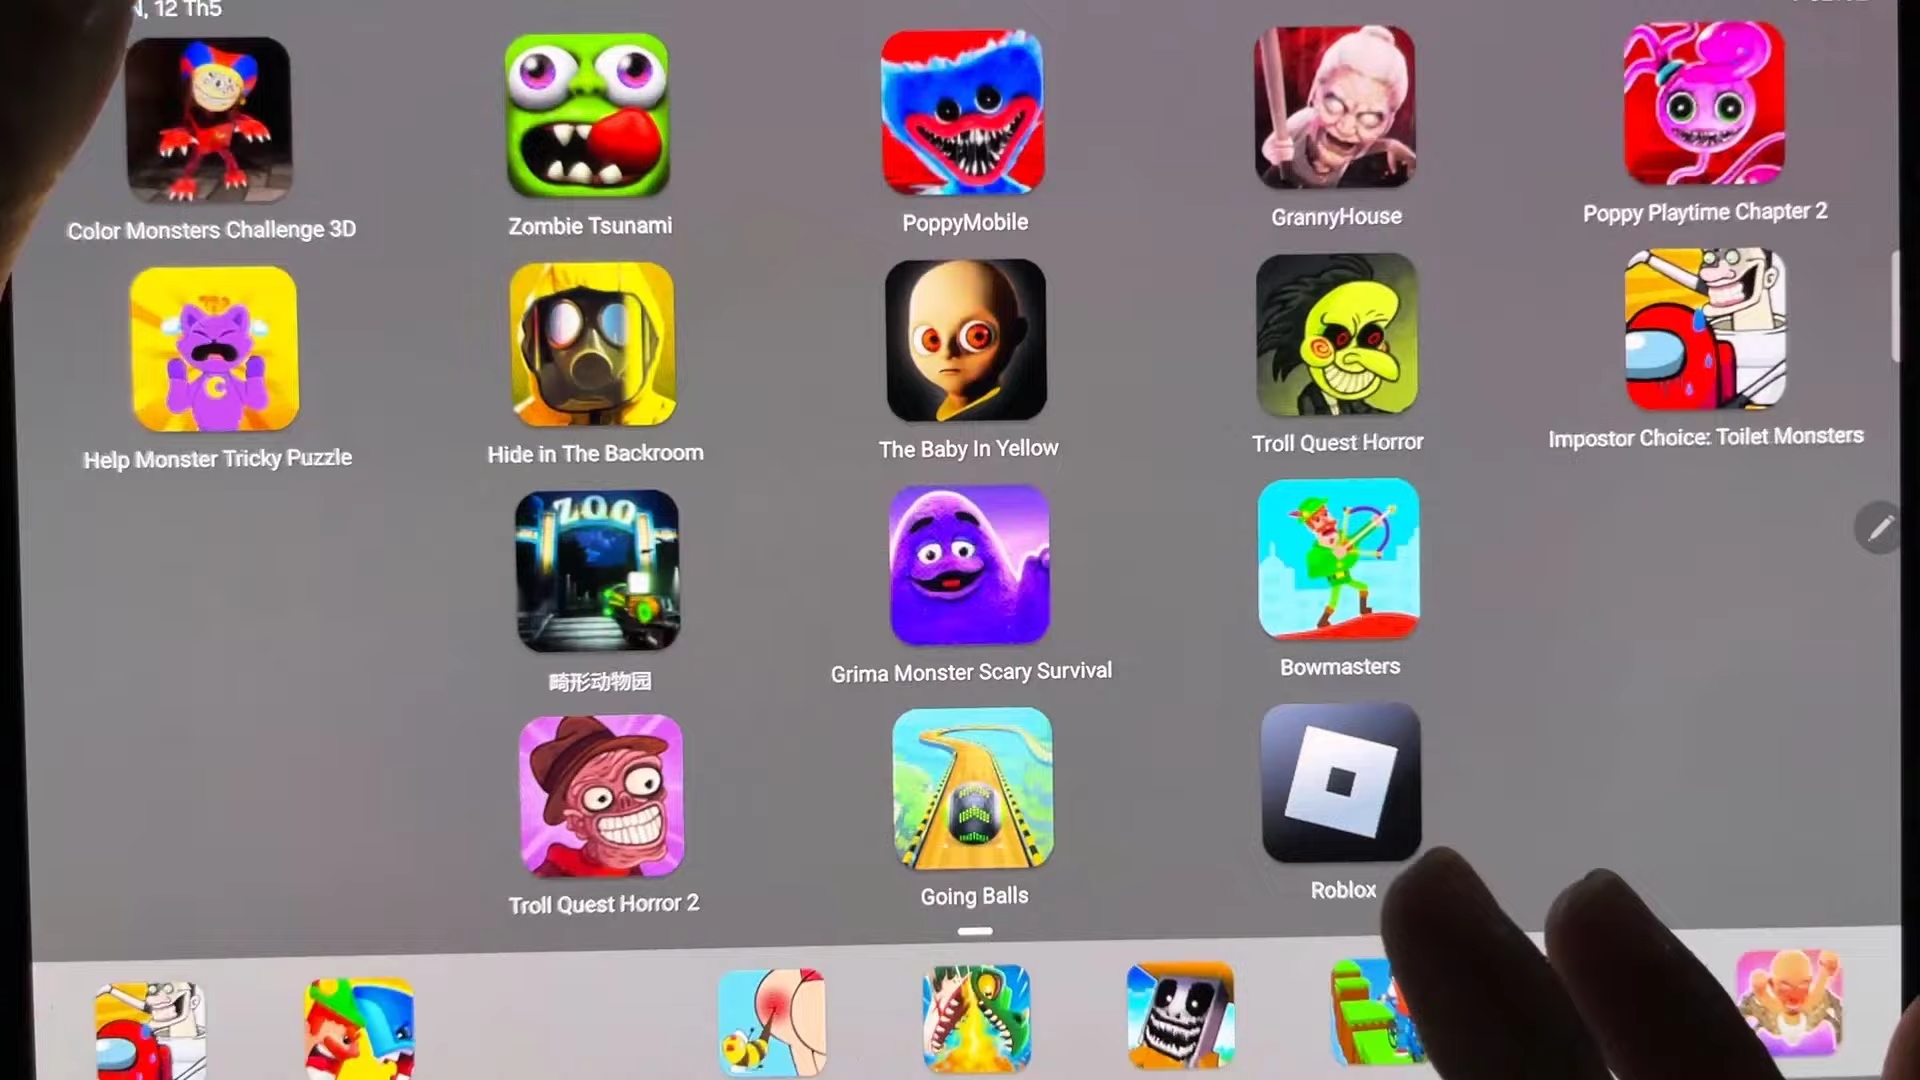 , 12 Th5
Color Monsters Challenge 3D
Zombie Tsunami
PoppyMobile
GrannyHouse
Poppy Playtime Chapter 2
Help Monster Tricky Puzzle
Hide in The Backroom
The Baby In Yellow
Troll Quest Horror
Impostor Choice: Toilet Monsters
ZOO
畸形动物园
Grima Monster Scary Survival
Bowmasters
Troll Quest Horror 2
Going Balls
Roblox